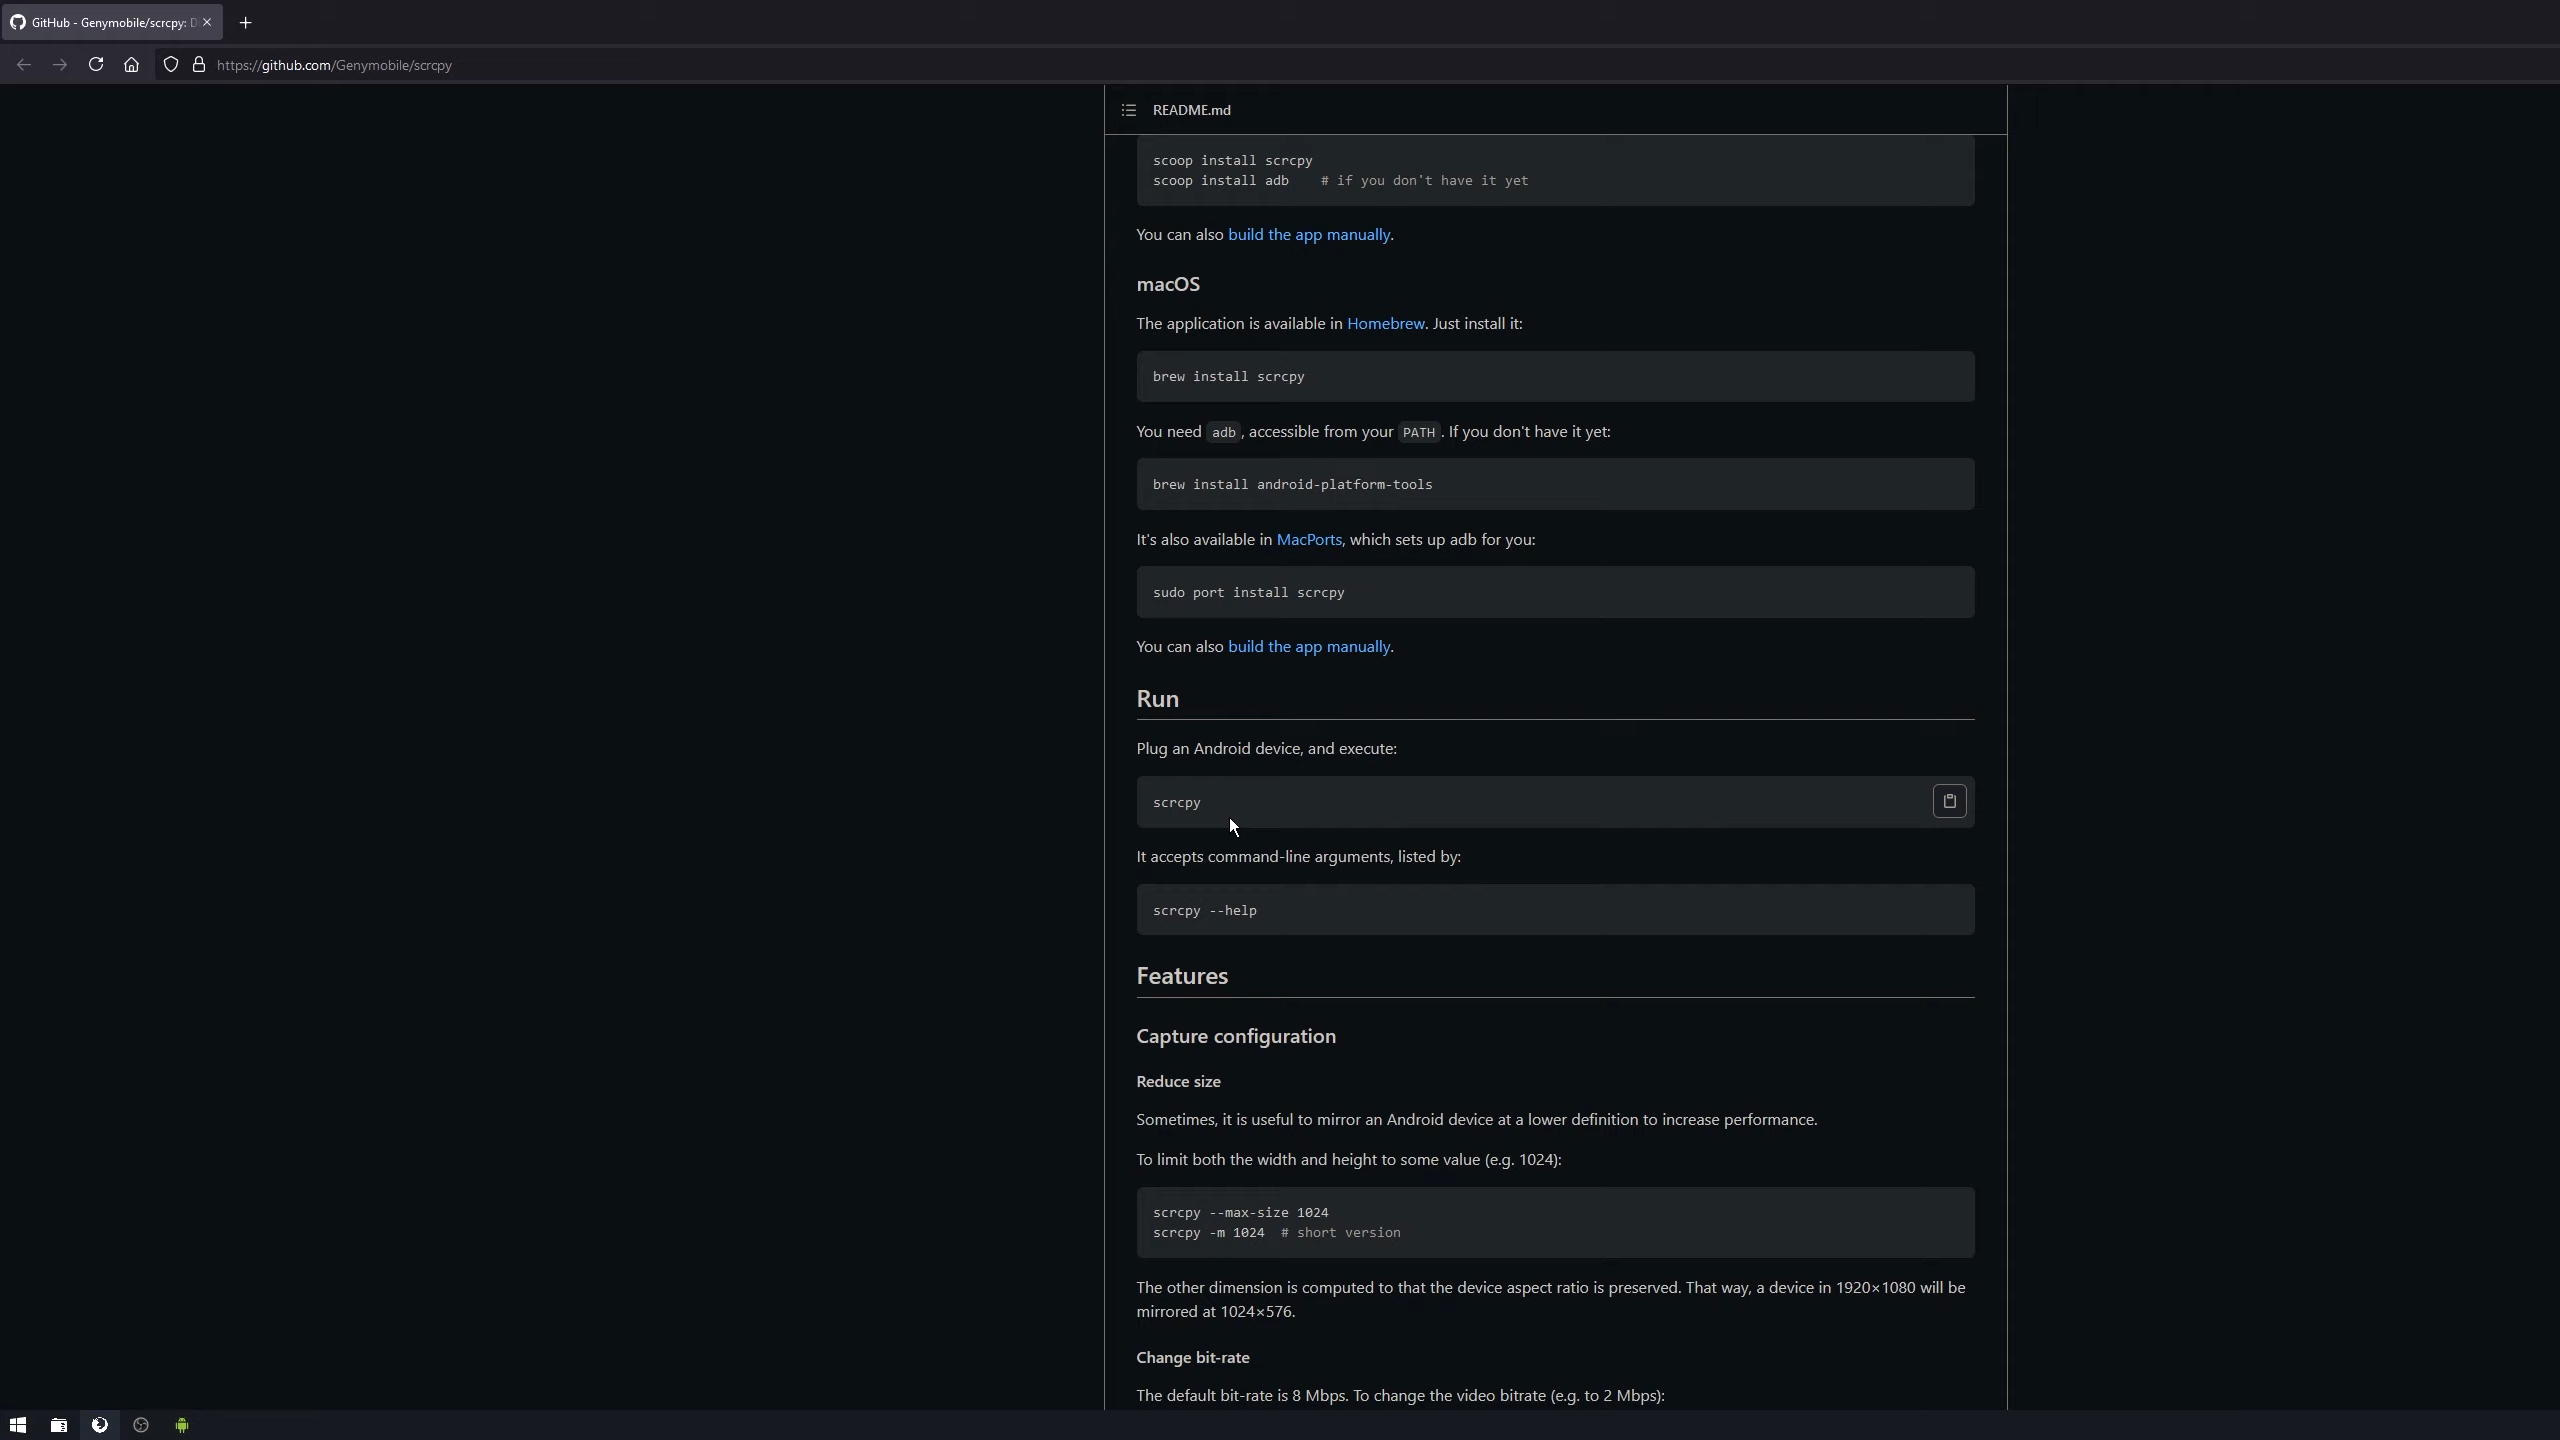 GitHub - Genymobile/scrcpy: D
https://github.com/Genymobile/scrcpy
README.md
scoop install scrcpy
scoop install adb    # if you don't have it yet
You can also build the app manually.
macOS
The application is available in Homebrew. Just install it:
brew install scrcpy
You need adb, accessible from your PATH. If you don't have it yet:
brew install android-platform-tools
It's also available in MacPorts, which sets up adb for you:
sudo port install scrcpy
You can also build the app manually.
Run
Plug an Android device, and execute:
scrcpy
It accepts command-line arguments, listed by:
scrcpy --help
Features
Capture configuration
Reduce size
Sometimes, it is useful to mirror an Android device at a lower definition to increase performance.
To limit both the width and height to some value (e.g. 1024):
scrcpy --max-size 1024
scrcpy -m 1024  # short version
The other dimension is computed to that the device aspect ratio is preserved. That way, a device in 1920×1080 will be
mirrored at 1024×576.
Change bit-rate
The default bit-rate is 8 Mbps. To change the video bitrate (e.g. to 2 Mbps):